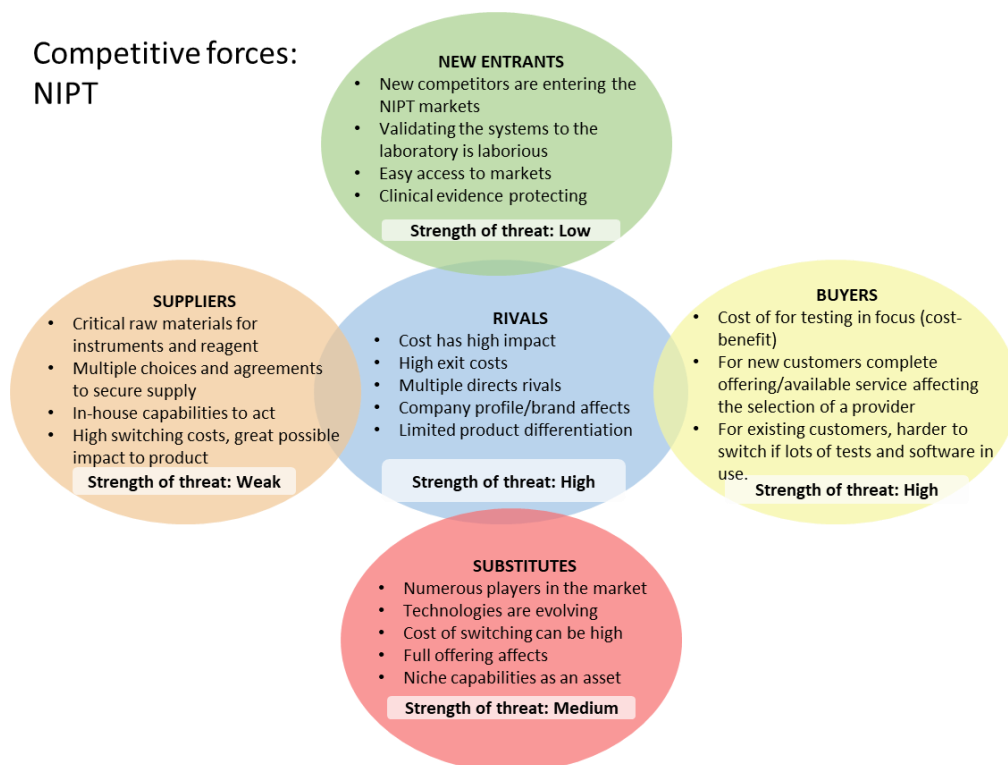 Competitive forces:
NIPT
NEW ENTRANTS
• New competitors are entering the
NIPT markets
• Validating the systems to the
laboratory is laborious
• Easy access to markets
• Clinical evidence protecting
Strength of threat: Low
SUPPLIERS
• Critical raw materials for
instruments and reagent
• Multiple choices and agreements
to secure supply
• In-house capabilities to act
• High switching costs, great possible
impact to product
Strength of threat: Weak
RIVALS
• Cost has high impact
• High exit costs
• Multiple directs rivals
• Company profile/brand affects
• Limited product differentiation
Strength of threat: High
BUYERS
• Cost of for testing in focus (cost-
benefit)
• For new customers complete
offering/available service affecting
the selection of a provider
• For existing customers, harder to
switch if lots of tests and software in
use.
Strength of threat: High
SUBSTITUTES
• Numerous players in the market
• Technologies are evolving
• Cost of switching can be high
• Full offering affects
• Niche capabilities as an asset
Strength of threat: Medium